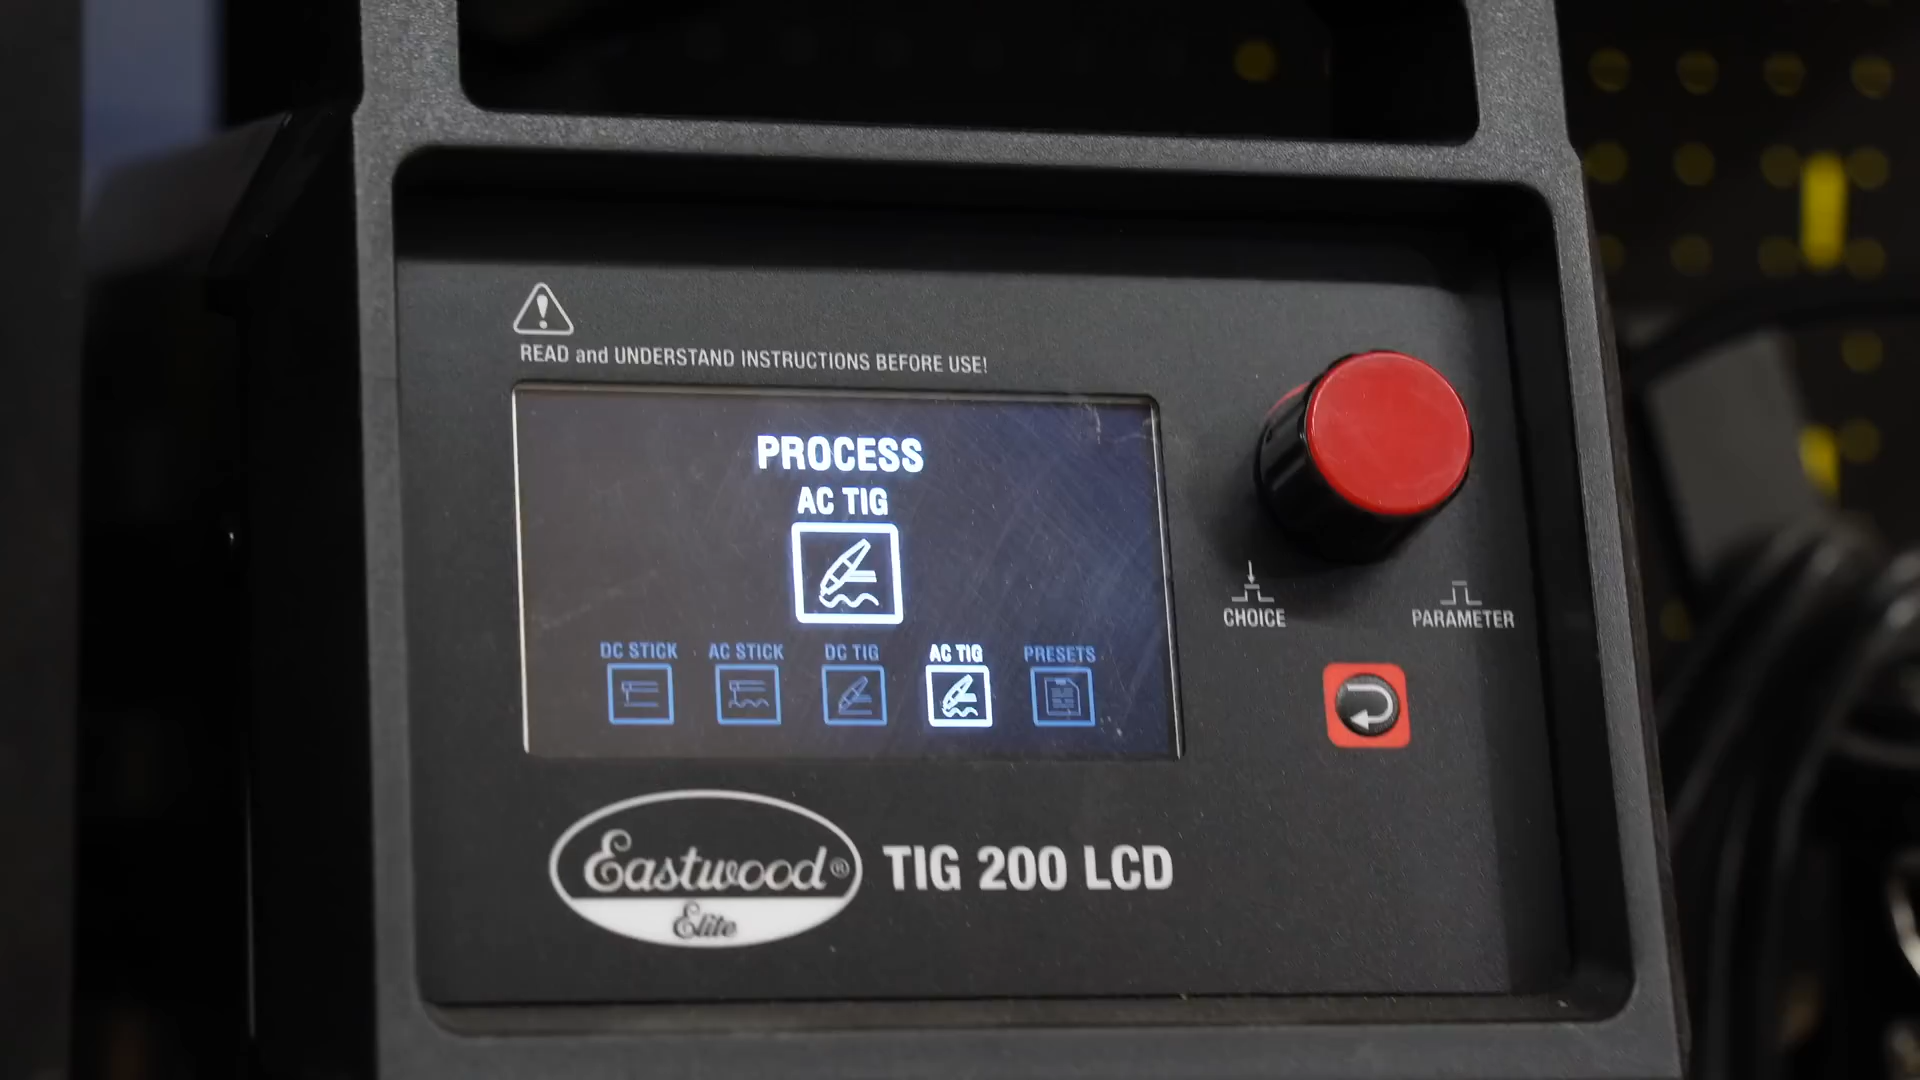 READ and UNDERSTAND INSTRUCTIONS BEFORE USE!
PROCESS
AC TIG
DC STICK AC STICK DC TIG AC TIG PRESETS
CHOICE PARAMETER
Eastwood® TIG 200 LCD
Elite